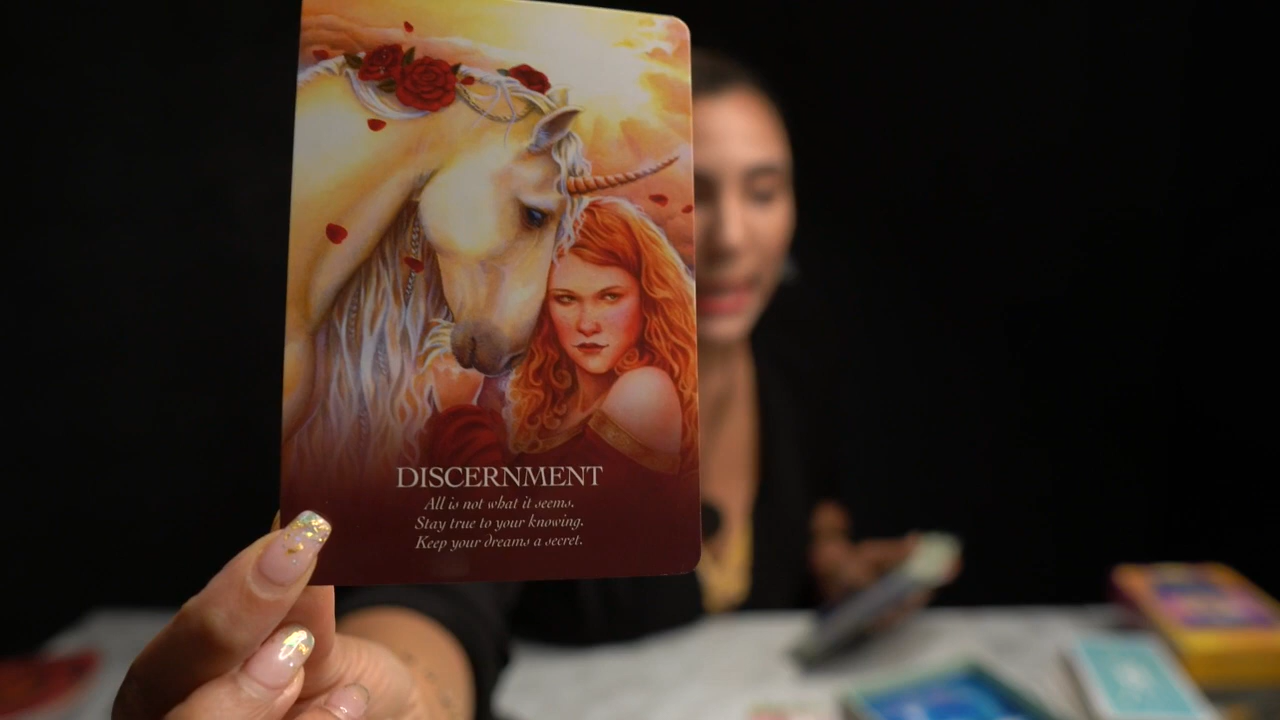 DISCERNMENT
All is not what it seems.
Stay true to your knowing.
Keep your dreams a secret.